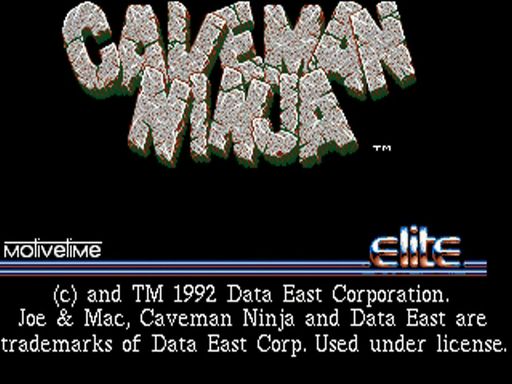 CAVEMAN
NINJA
TM
MOTIVETIME
elite
(c) and TM 1992 Data East Corporation.
Joe & Mac, Caveman Ninja and Data East are
trademarks of Data East Corp. Used under license.